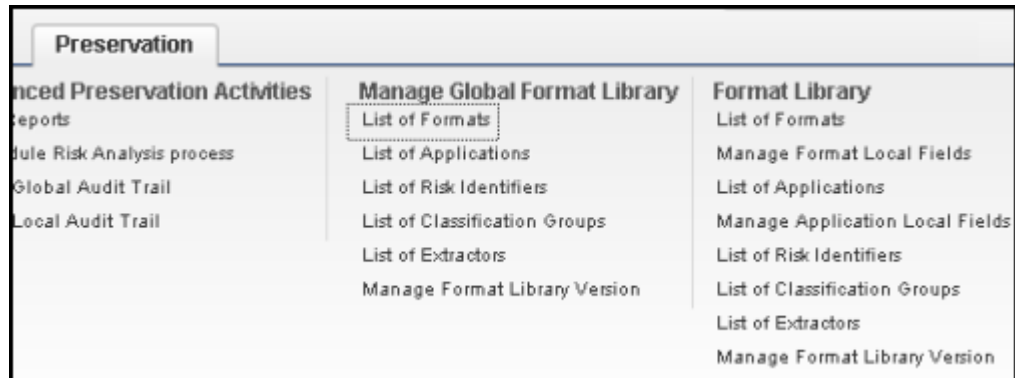 Preservation
nced Preservation Activities
Reports
dule Risk Analysis process
Global Audit Trail
Local Audit Trail
Manage Global Format Library
List of Formats
List of Applications
List of Risk Identifiers
List of Classification Groups
List of Extractors
Manage Format Library Version
Format Library
List of Formats
Manage Format Local Fields
List of Applications
Manage Application Local Fields
List of Risk Identifiers
List of Classification Groups
List of Extractors
Manage Format Library Version